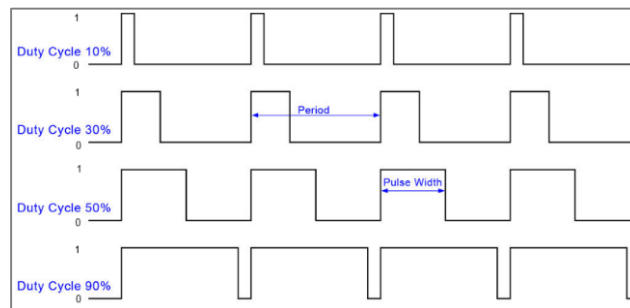 1
Duty Cycle 10%
0
1
Duty Cycle 30%
Period
0
1
Pulse Width
Duty Cycle 50%
0
1
Duty Cycle 90%
0